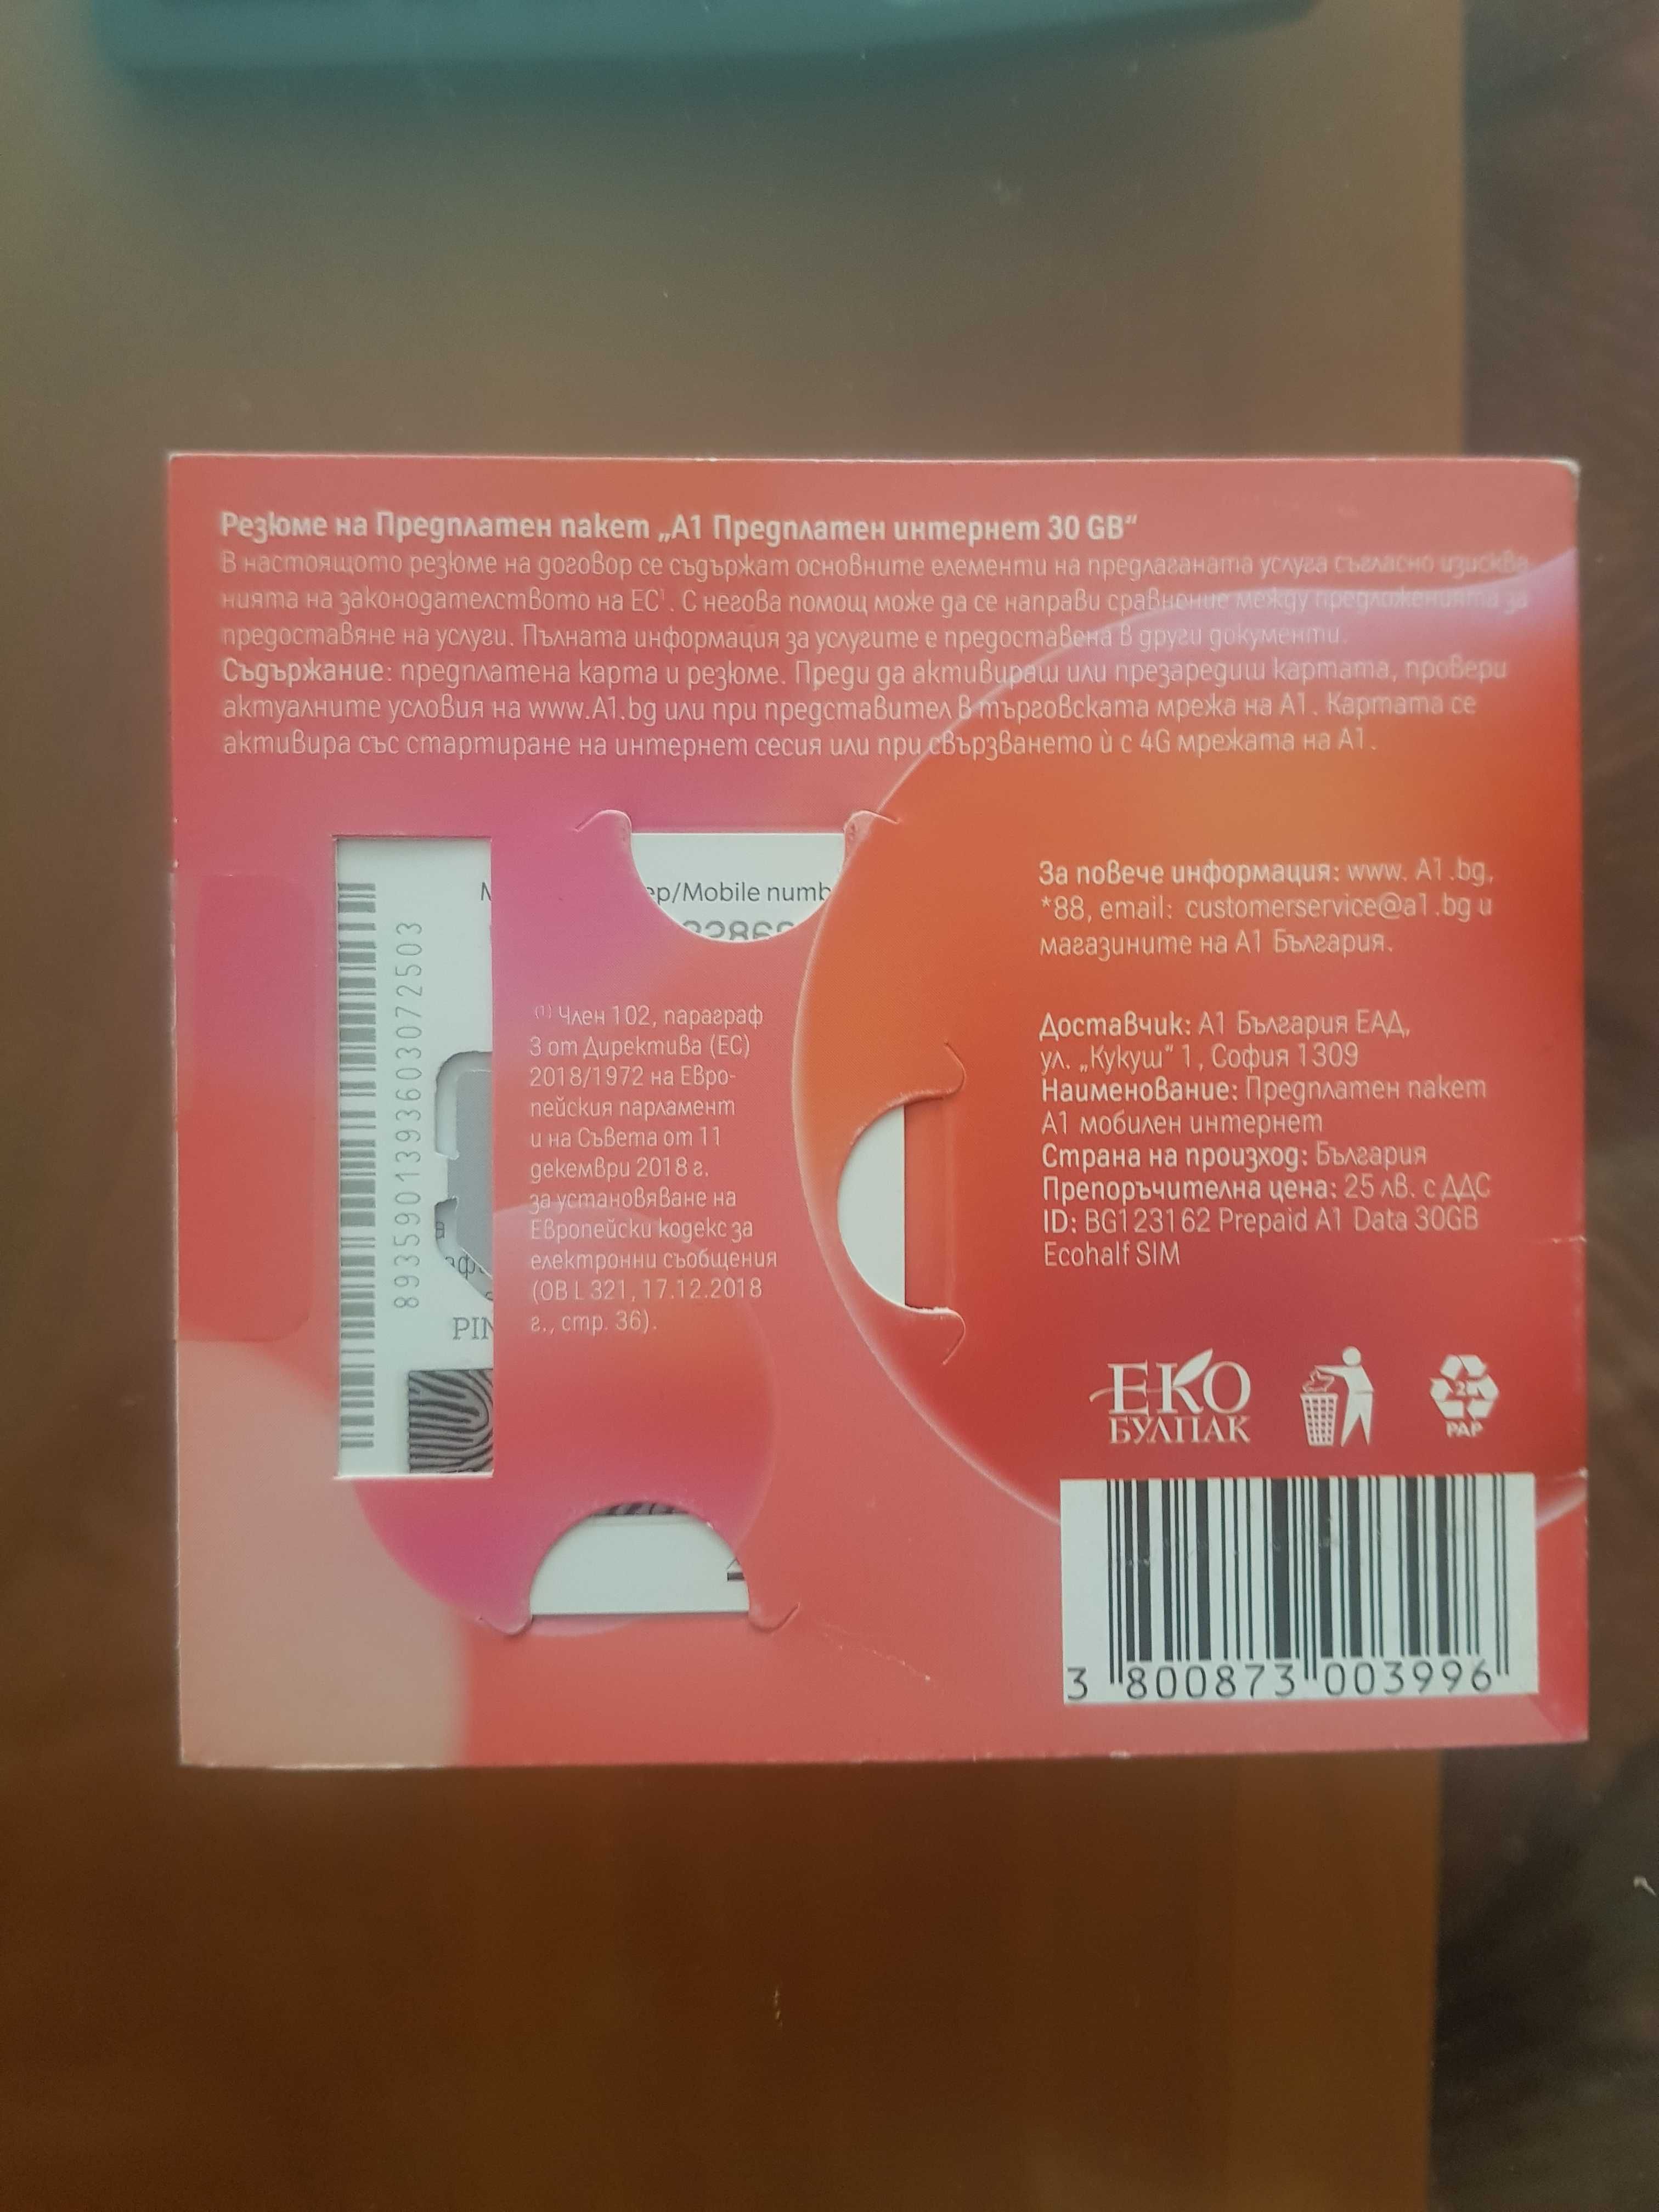 Резюме на Предплатен пакет „А1 Предплатен интернет 30 GB“
В настоящото резюме на договор се съдържат основните елементи на предлаганата услуга съгласно изисква
нията на законодателството на ЕС¹. С негова помощ може да се направи сравнение между предложенията за
предоставяне на услуги. Пълната информация за услугите е предоставена в други документи.
Съдържание: предплатена карта и резюме. Преди да активираш или презаредиш картата, провери
актуалните условия на www.A1.bg или при представител в търговската мрежа на А1. Картата се
активира със стартиране на интернет сесия или при свързването ѝ с 4G мрежата на А1.
ер/Mobile numb
8935901393603072503
PIN
⁽¹⁾ Член 102, параграф
3 от Директива (ЕС)
2018/1972 на Евро-
пейския парламент
и на Съвета от 11
декември 2018 г.
за установяване на
Европейски кодекс за
електронни съобщения
(OB L 321, 17.12.2018
г., стр. 36).
За повече информация: www. A1.bg,
*88, email: customerservice@a1.bg и
магазините на А1 България.
Доставчик: А1 България ЕАД,
ул. „Кукуш“ 1, София 1309
Наименование: Предплатен пакет
А1 мобилен интернет
Страна на произход: България
Препоръчителна цена: 25 лв. с ДДС
ID: BG123162 Prepaid A1 Data 30GB
Ecohalf SIM
ЕКО
БУЛПАК
PAP
3 800873 003996